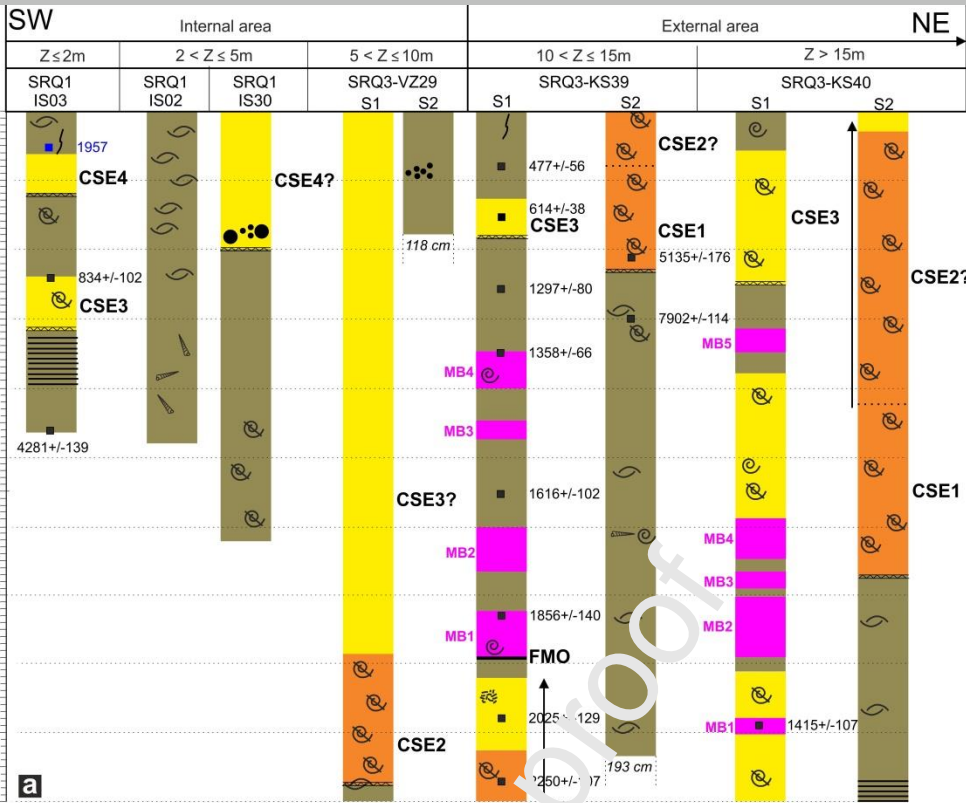 SW Internal area External area NE
Z ≤ 2m 2 < Z ≤ 5m 5 < Z ≤ 10m 10 < Z ≤ 15m Z > 15m
SRQ1 SRQ1 SRQ1 SRQ3-VZ29 SRQ3-KS39 SRQ3-KS40
IS03 IS02 IS30 S1 S2 S1 S2 S1 S2
1957
CSE2?
477+/-56
CSE4 CSE4?
614+/-38
CSE3 CSE1 CSE3
118 cm
5135+/-176
834+/-102 CSE2?
1297+/-80
CSE3
7902+/-114
MB5
1358+/-66
MB4
MB3
4281+/-139
1616+/-102 CSE3? CSE1
MB4
MB2
MB3
1856+/-140
MB2
MB1
FMO
2025 -129
MB1 1415+/-107
CSE2
193 cm
a
proof